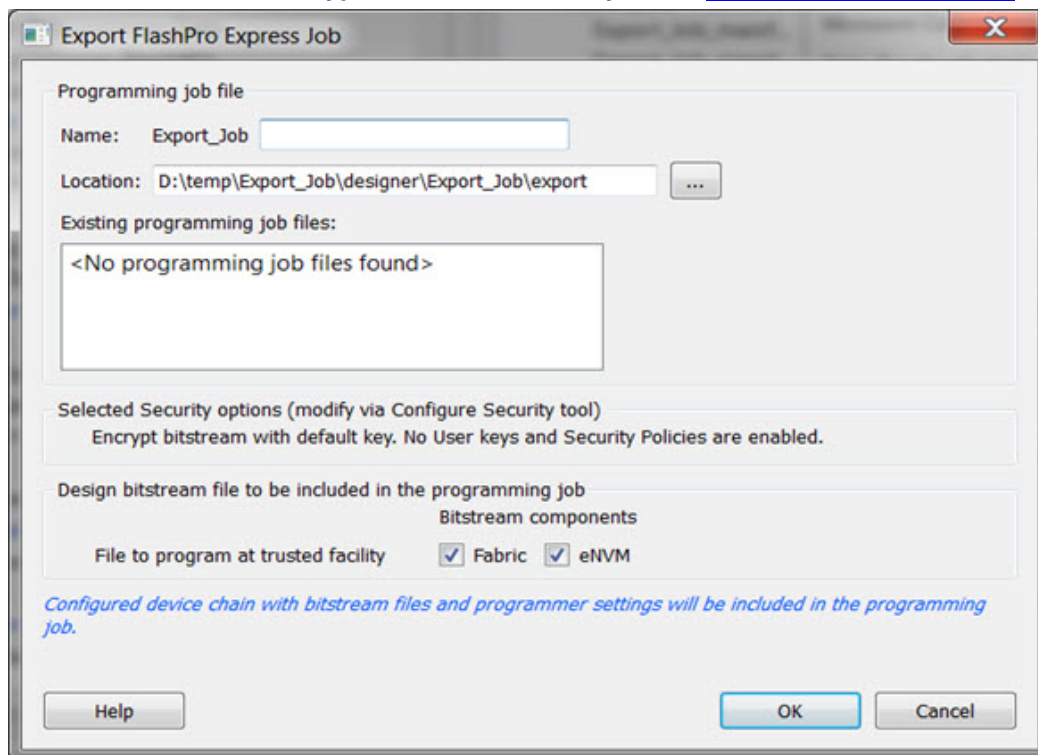 Export FlashPro Express Job
Programming job file
Name: Export_Job
Location: D:\temp\Export_Job\designer\Export_Job\export ...
Existing programming job files:
<No programming job files found>
Selected Security options (modify via Configure Security tool)
Encrypt bitstream with default key. No User keys and Security Policies are enabled.
Design bitstream file to be included in the programming job
Bitstream components
File to program at trusted facility Fabric eNVM
Configured device chain with bitstream files and programmer settings will be included in the programming
job.
Help OK Cancel